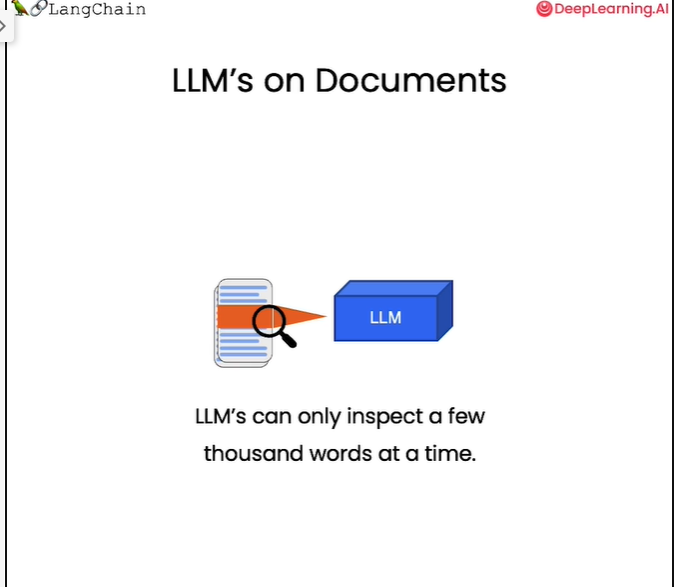 LangChain
DeepLearning.AI
LLM's on Documents
LLM
LLM's can only inspect a few
thousand words at a time.